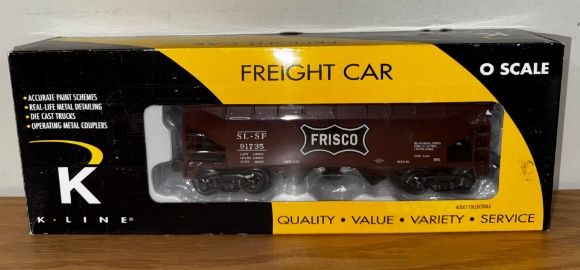 FREIGHT CAR
O SCALE
• ACCURATE PAINT SCHEMES
• REAL-LIFE METAL DETAILING
• DIE CAST TRUCKS
• OPERATING METAL COUPLERS
SL-SF
91235
FRISCO
K
K·LINE®
ADULT COLLECTIBLE
QUALITY • VALUE • VARIETY • SERVICE